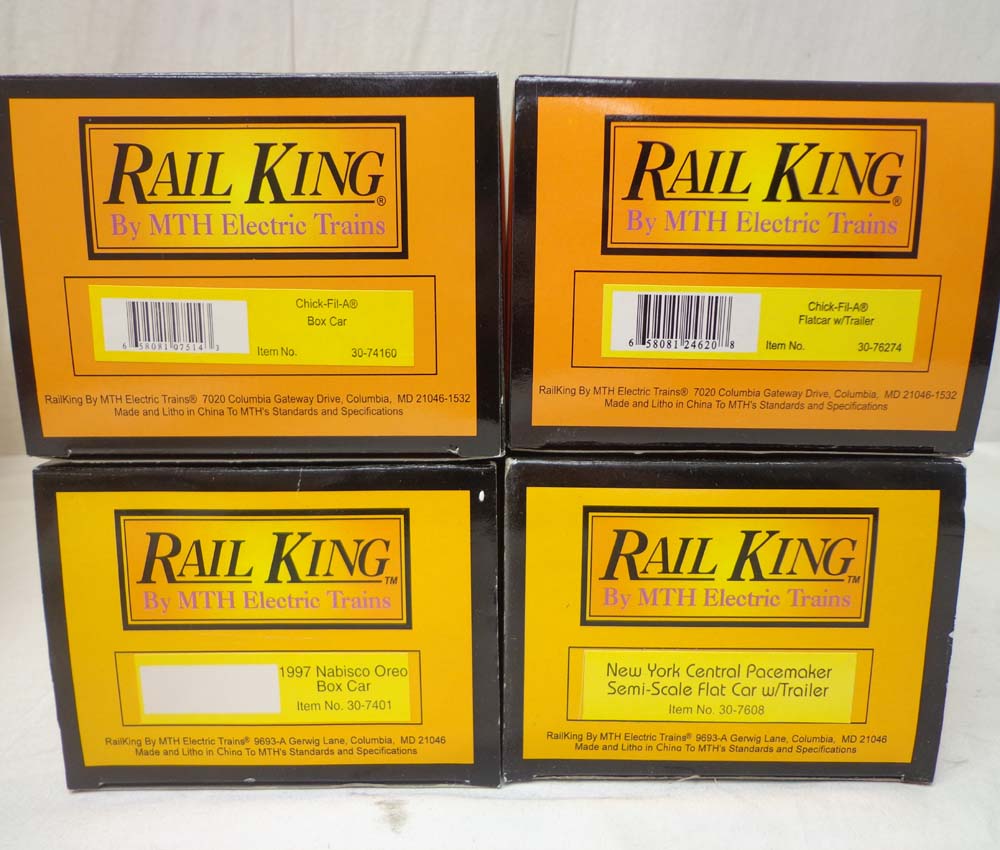 RAIL KING®
By MTH Electric Trains
Chick-Fil-A®
Box Car
6 58081 97514 3
Item No. 30-74160
RailKing By MTH Electric Trains® 7020 Columbia Gateway Drive, Columbia, MD 21046-1532
Made and Litho in China To MTH's Standards and Specifications
RAIL KING®
By MTH Electric Trains
Chick-Fil-A®
Flatcar w/Trailer
6 58081 24620 8
Item No. 30-76274
RailKing By MTH Electric Trains® 7020 Columbia Gateway Drive, Columbia, MD 21046-1532
Made and Litho in China To MTH's Standards and Specifications
RAIL KING™
By MTH Electric Trains
1997 Nabisco Oreo
Box Car
Item No. 30-7401
RailKing By MTH Electric Trains® 9693-A Gerwig Lane, Columbia, MD 21046
Made and Litho in China To MTH's Standards and Specifications
RAIL KING™
By MTH Electric Trains
New York Central Pacemaker
Semi-Scale Flat Car w/Trailer
Item No. 30-7608
RailKing By MTH Electric Trains® 9693-A Gerwig Lane, Columbia, MD 21046
Made and Litho in China To MTH's Standards and Specifications